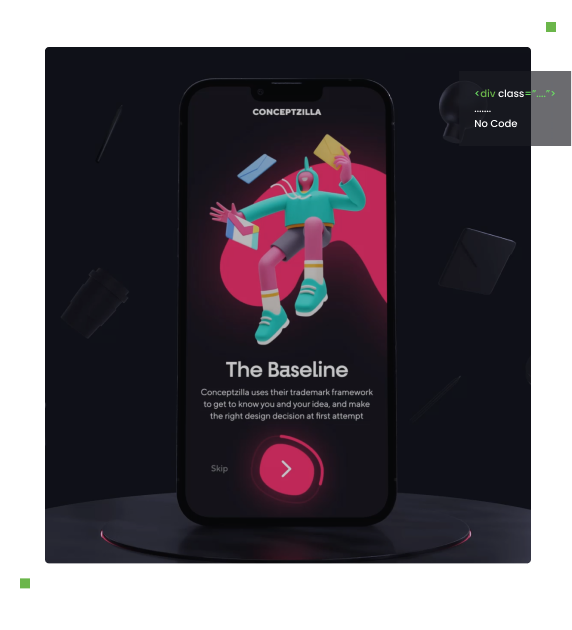 CONCEPTZILLA
<div class="....">
.......
No Code
The Baseline
Conceptzilla uses their trademark framework
to get to know you and your idea, and make
the right design decision at first attempt
Skip